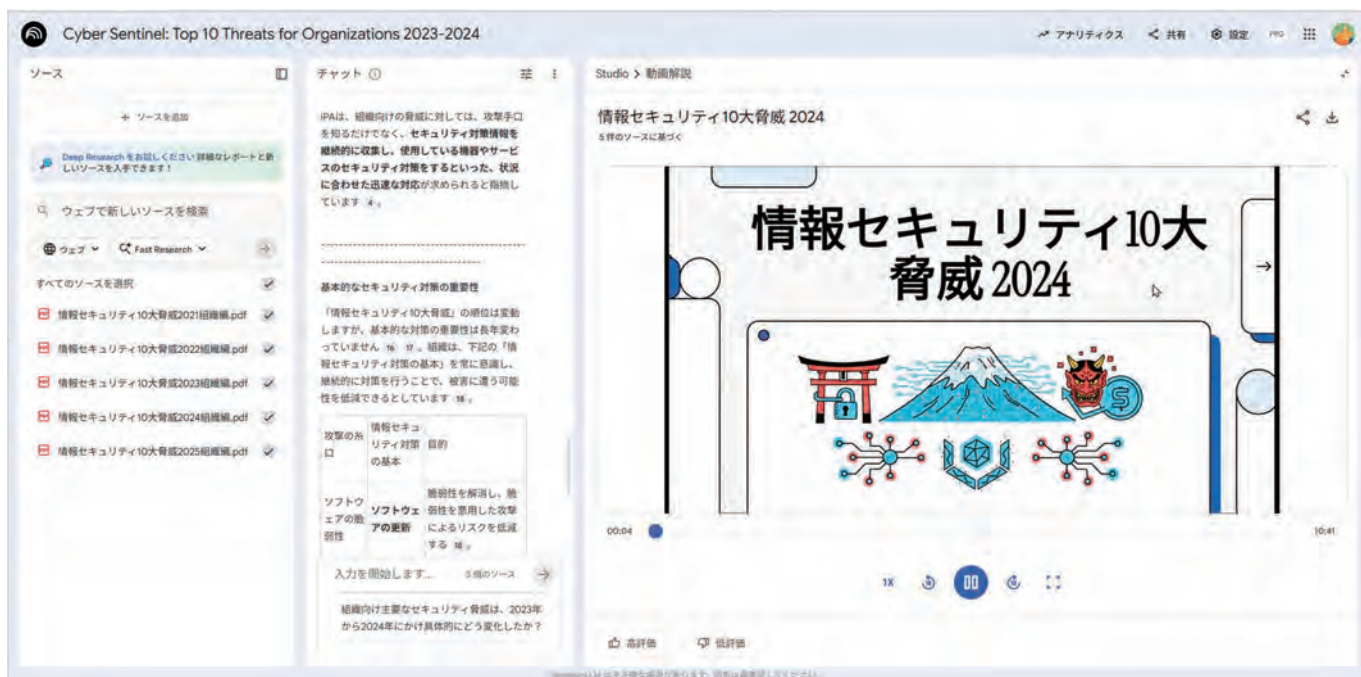 Cyber Sentinel: Top 10 Threats for Organizations 2023-2024
アナリティクス
共有
設定
PRO
ソース
+ ソースを追加
Deep Research をお試しください 詳細なレポートと新
しいソースを入手できます！
ウェブで新しいソースを検索
ウェブ
Fast Research
すべてのソースを選択
情報セキュリティ10大脅威2021組織編.pdf
情報セキュリティ10大脅威2022組織編.pdf
情報セキュリティ10大脅威2023組織編.pdf
情報セキュリティ10大脅威2024組織編.pdf
情報セキュリティ10大脅威2025組織編.pdf
チャット
IPAは、組織向けの脅威に対しては、攻撃手口
を知るだけでなく、セキュリティ対策情報を
継続的に収集し、使用している機器やサービ
スのセキュリティ対策をするといった、状況
に合わせた迅速な対応が求められると指摘し
ています 4 。
基本的なセキュリティ対策の重要性
「情報セキュリティ10大脅威」の順位は変動
しますが、基本的な対策の重要性は長年変わ
っていません 16 17 。組織は、下記の「情
報セキュリティ対策の基本」を常に意識し、
継続的に対策を行うことで、被害に遭う可能
性を低減できるとしています 18 。
攻撃の糸
口
情報セキュ
リティ対策
の基本
目的
ソフトウ
ェアの脆
弱性
ソフトウェ
アの更新
脆弱性を解消し、脆
弱性を悪用した攻撃
によるリスクを低減
する 18 。
入力を開始します...
5 個のソース
組織向け主要なセキュリティ脅威は、2023年
から2024年にかけ具体的にどう変化したか？
Studio > 動画解説
情報セキュリティ10大脅威 2024
5 件のソースに基づく
情報セキュリティ10大
脅威 2024
00:04
10:41
1X
高評価
低評価